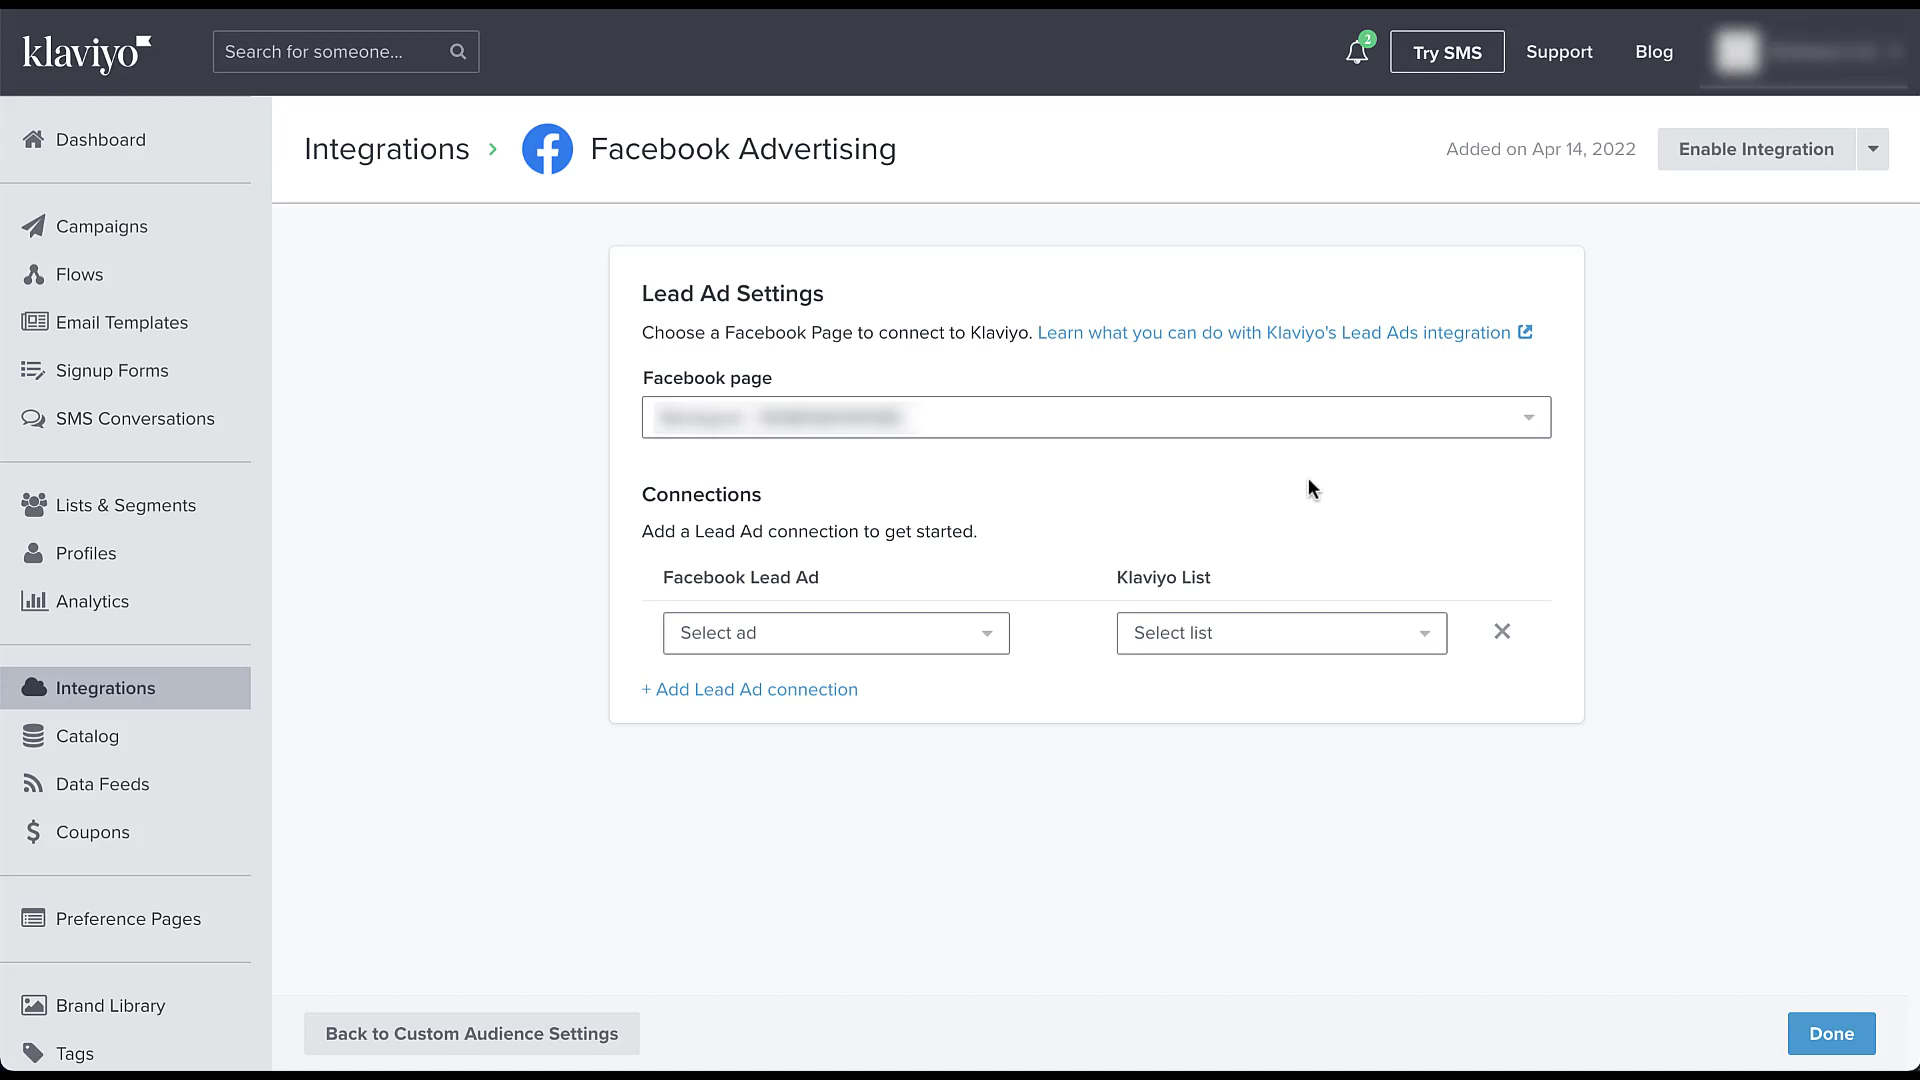 klaviyo
Search for someone...
2
Try SMS
Support
Blog
Dashboard
Campaigns
Flows
Email Templates
Signup Forms
SMS Conversations
Lists & Segments
Profiles
Analytics
Integrations
Catalog
Data Feeds
Coupons
Preference Pages
Brand Library
Tags
Integrations > Facebook Advertising
Added on Apr 14, 2022
Enable Integration
Lead Ad Settings
Choose a Facebook Page to connect to Klaviyo. Learn what you can do with Klaviyo's Lead Ads integration
Facebook page
Connections
Add a Lead Ad connection to get started.
Facebook Lead Ad
Klaviyo List
Select ad
Select list
+ Add Lead Ad connection
Back to Custom Audience Settings
Done